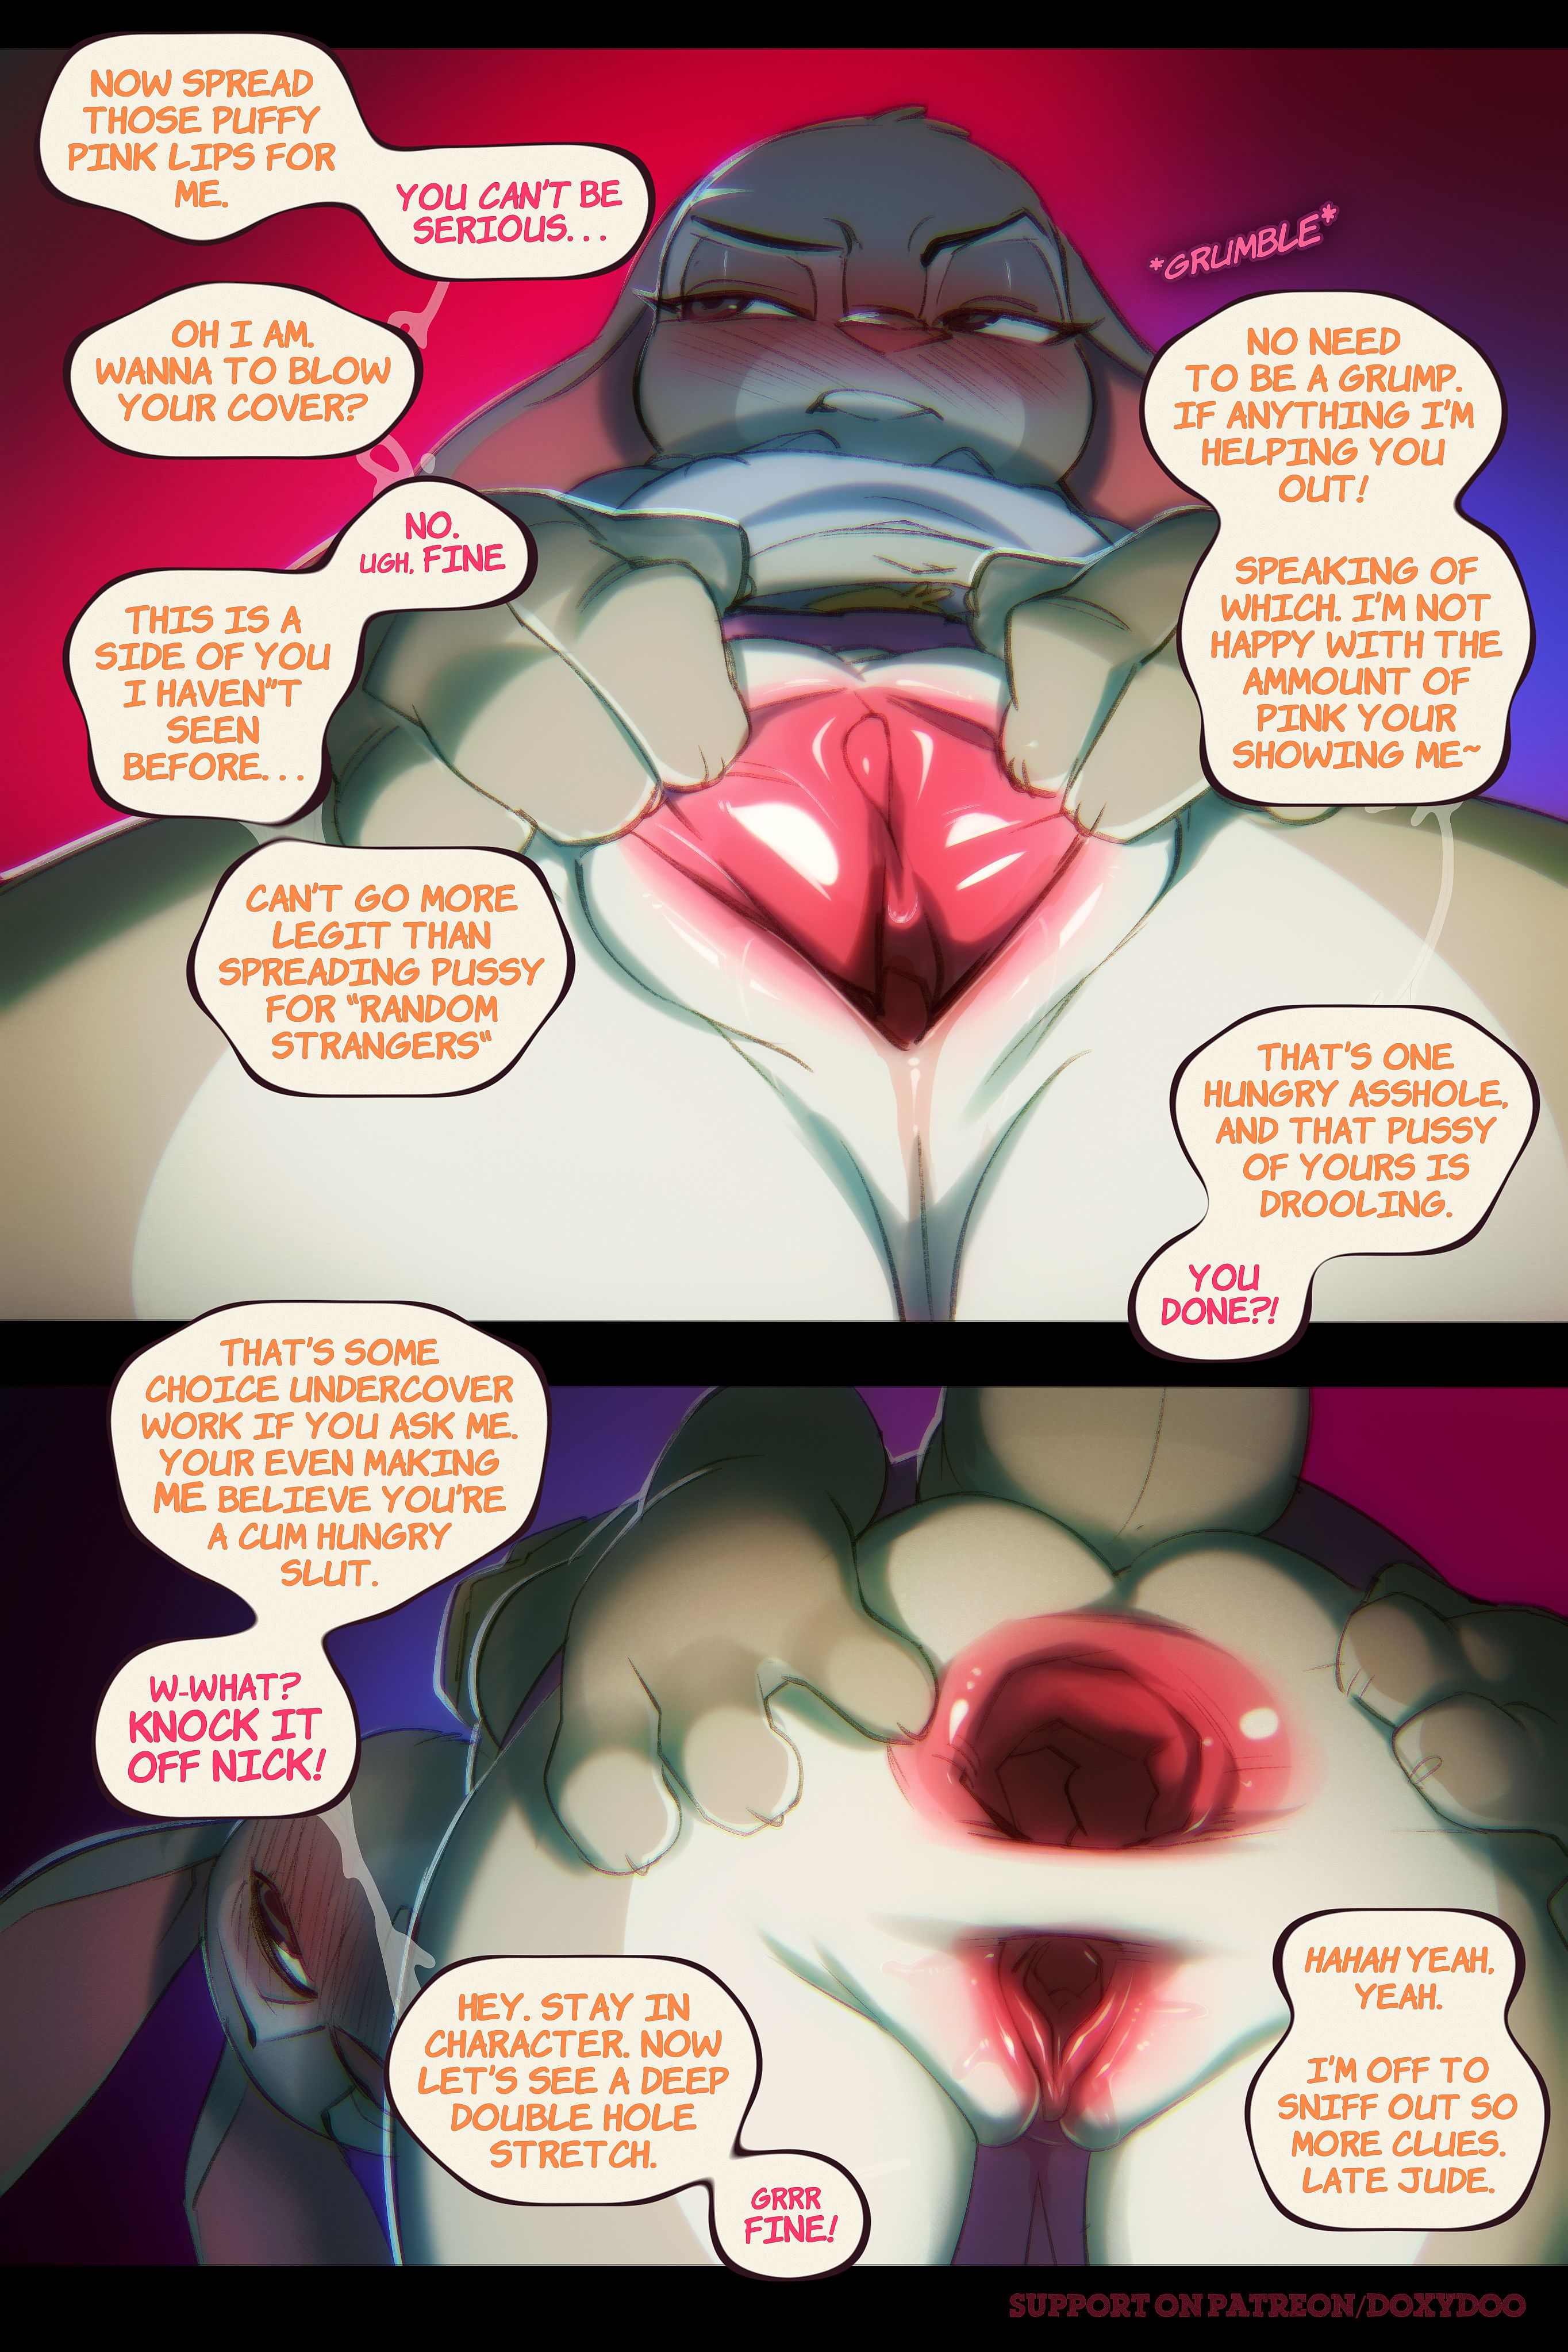 NOW SPREAD
THOSE PUFFY
PINK LIPS FOR
ME.
YOU CAN'T BE
SERIOUS...
OH I AM.
WANNA TO BLOW
YOUR COVER?
NO.
UGH, FINE
THIS IS A
SIDE OF YOU
I HAVEN"T
SEEN
BEFORE...
CAN'T GO MORE
LEGIT THAN
SPREADING PUSSY
FOR "RANDOM
STRANGERS"
*GRUMBLE*
NO NEED
TO BE A GRUMP.
IF ANYTHING I'M
HELPING YOU
OUT!
SPEAKING OF
WHICH. I'M NOT
HAPPY WITH THE
AMMOUNT OF
PINK YOUR
SHOWING ME~
THAT'S ONE
HUNGRY ASSHOLE,
AND THAT PUSSY
OF YOURS IS
DROOLING.
YOU
DONE?!
THAT'S SOME
CHOICE UNDERCOVER
WORK IF YOU ASK ME.
YOUR EVEN MAKING
ME BELIEVE YOU'RE
A CUM HUNGRY
SLUT.
W-WHAT?
KNOCK IT
OFF NICK!
HEY. STAY IN
CHARACTER. NOW
LET'S SEE A DEEP
DOUBLE HOLE
STRETCH.
GRRR
FINE!
HAHAH YEAH,
YEAH.
I'M OFF TO
SNIFF OUT SO
MORE CLUES.
LATE JUDE.
SUPPORT ON PATREON/DOXYDOO